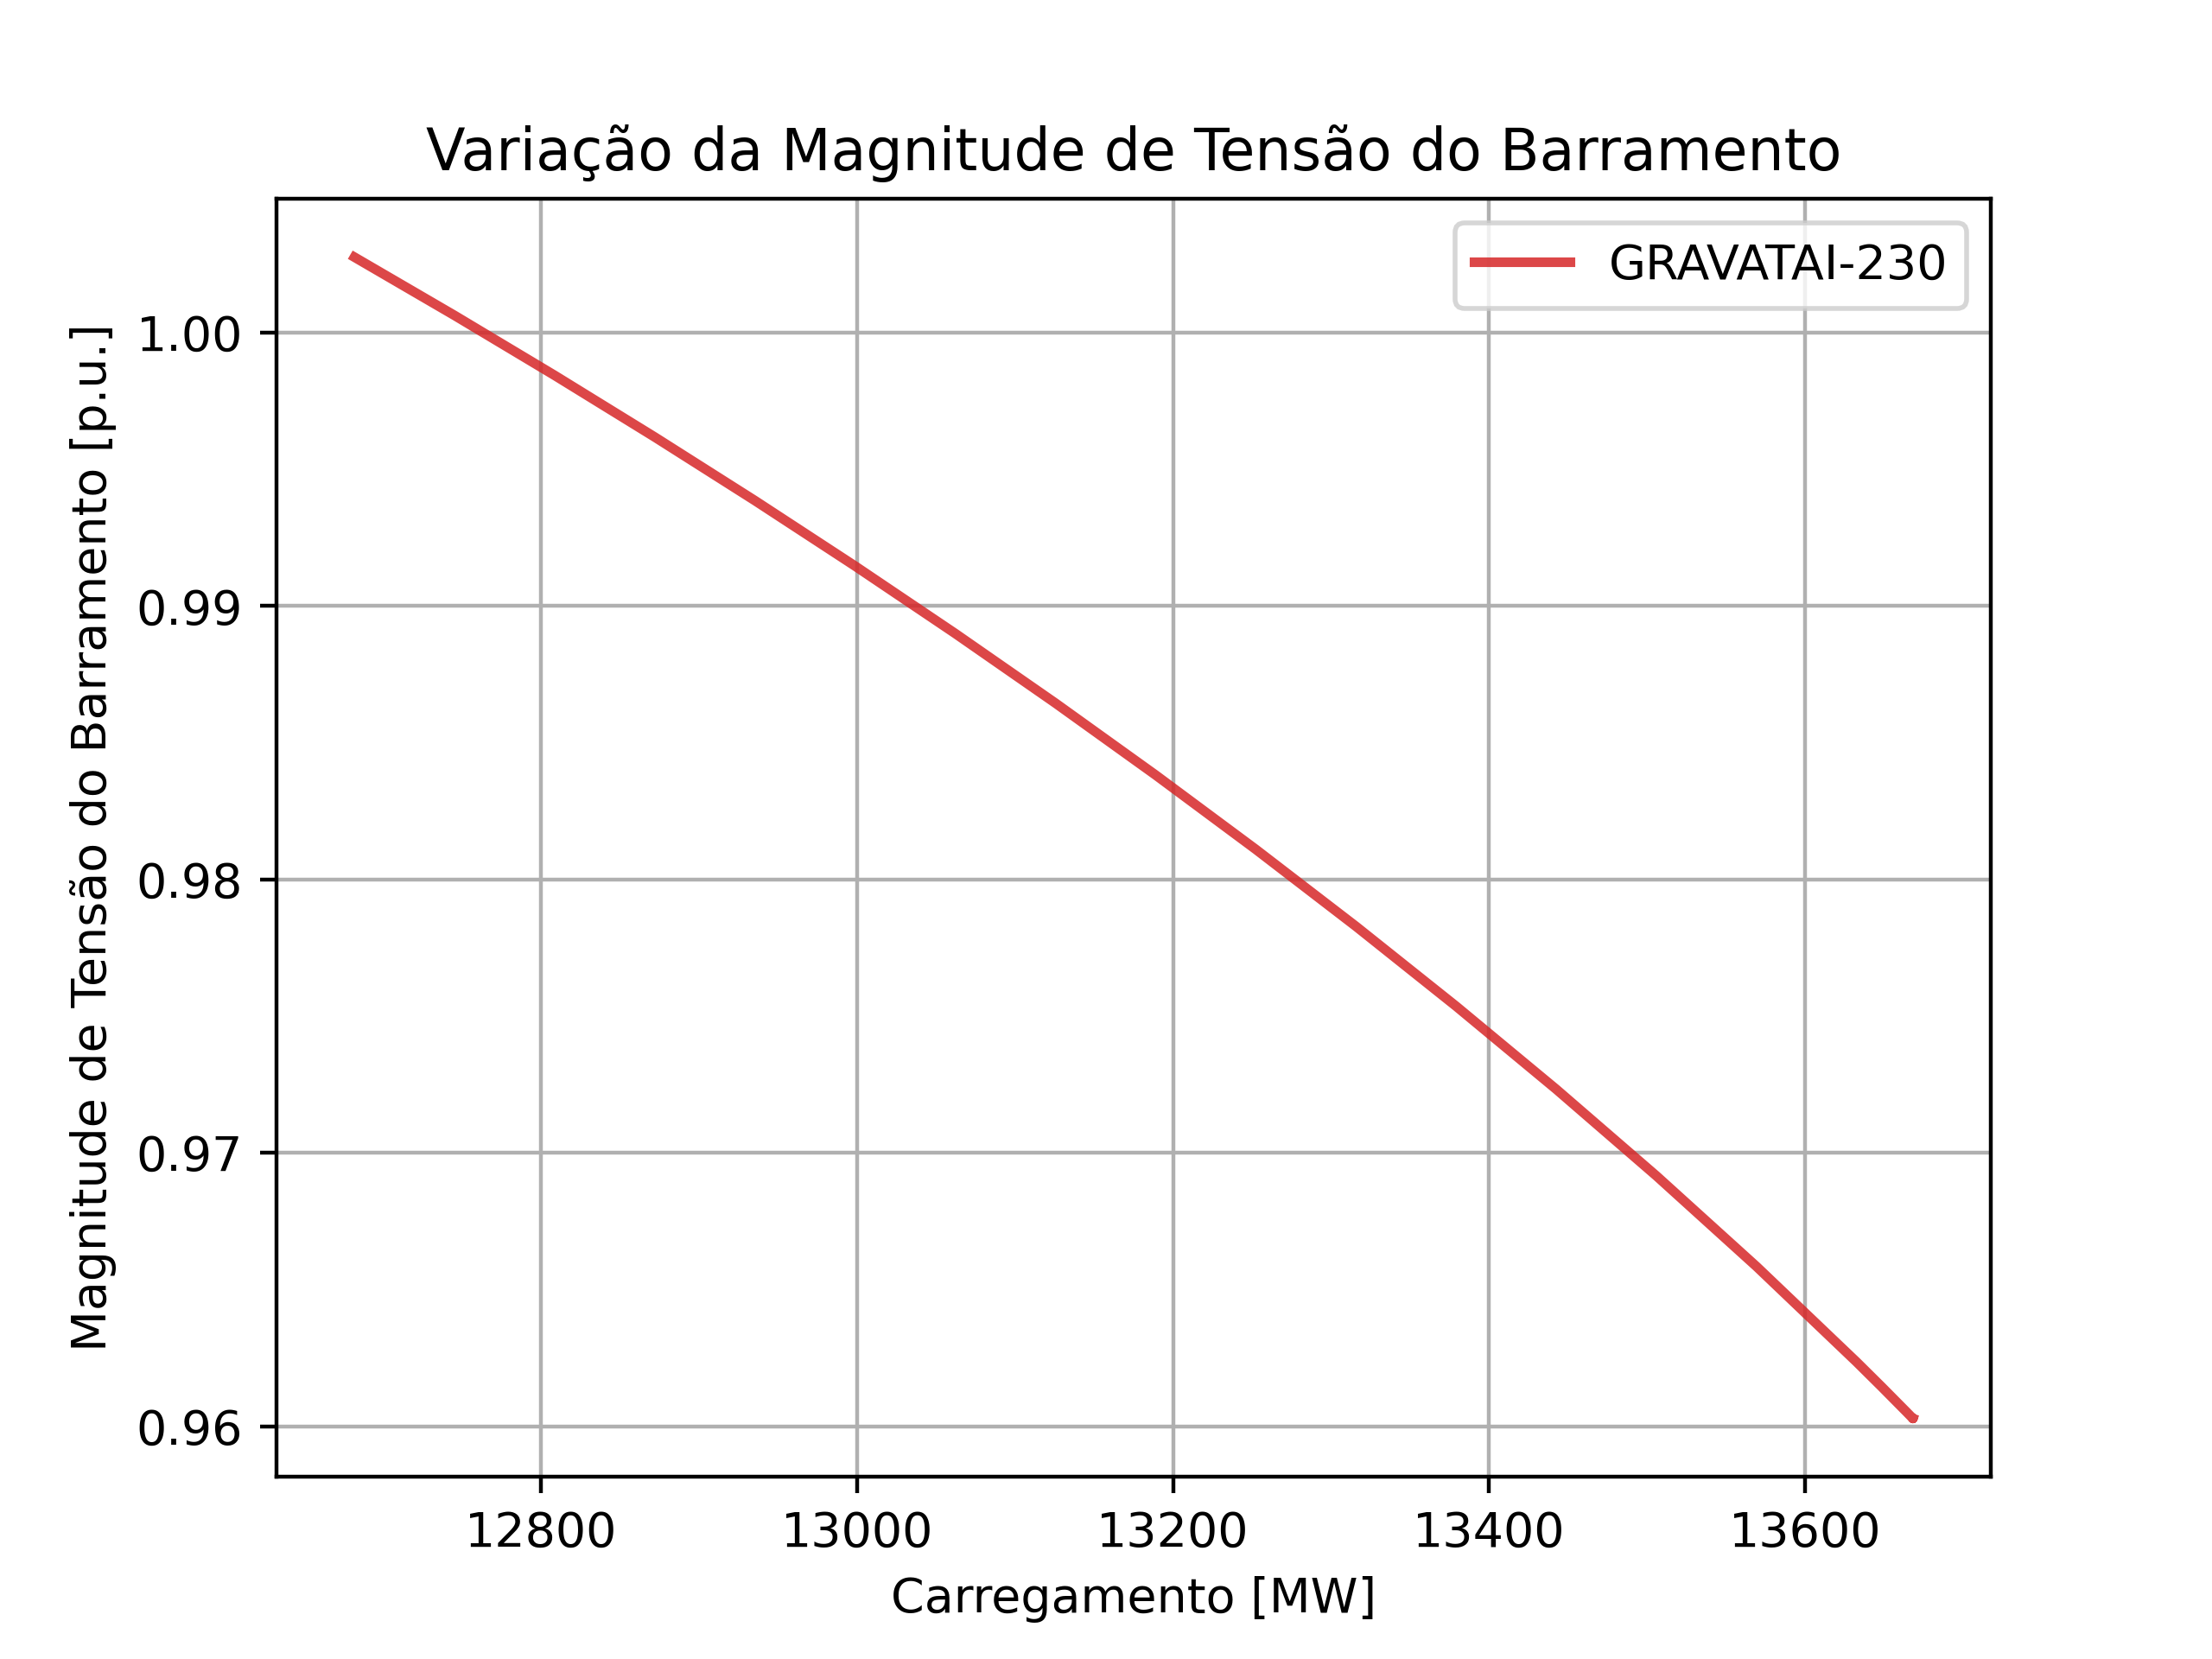 Variação da Magnitude de Tensão do Barramento
GRAVATAI-230
Magnitude de Tensão do Barramento [p.u.]
1.00
0.99
0.98
0.97
0.96
12800
13000
13200
13400
13600
Carregamento [MW]